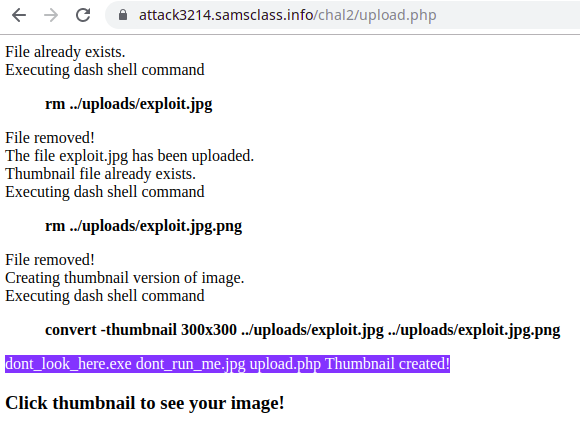 attack3214.samsclass.info/chal2/upload.php
File already exists.
Executing dash shell command
rm ../uploads/exploit.jpg
File removed!
The file exploit.jpg has been uploaded.
Thumbnail file already exists.
Executing dash shell command
rm ../uploads/exploit.jpg.png
File removed!
Creating thumbnail version of image.
Executing dash shell command
convert -thumbnail 300x300 ../uploads/exploit.jpg ../uploads/exploit.jpg.png
dont_look_here.exe dont_run_me.jpg upload.php Thumbnail created!
Click thumbnail to see your image!